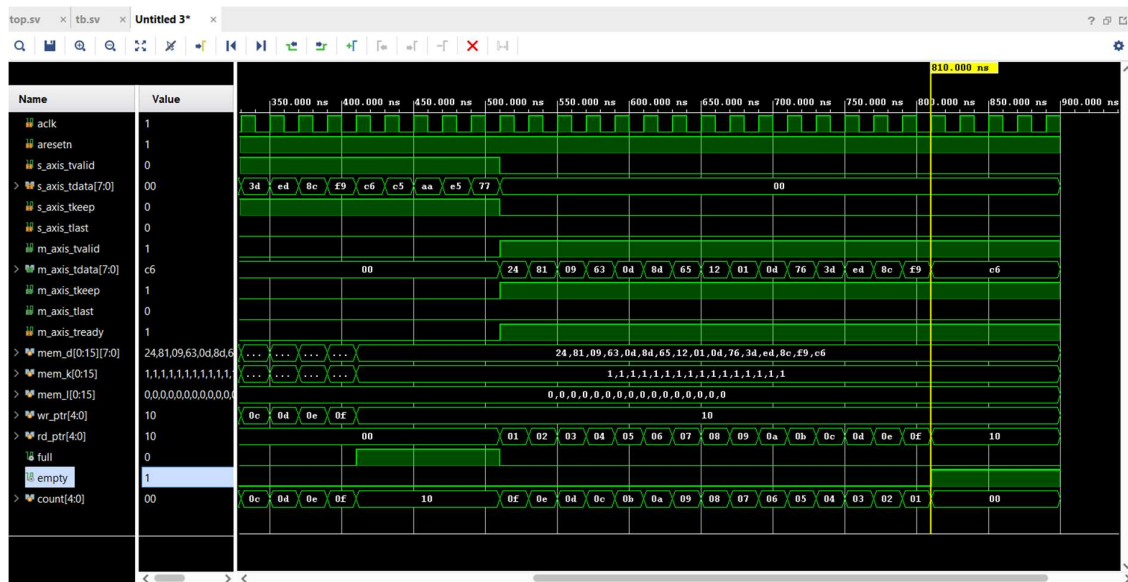 top.sv × tb.sv × Untitled 3* × ?
810.000 ns
Name Value 350.000 ns 400.000 ns 450.000 ns 500.000 ns 550.000 ns 600.000 ns 650.000 ns 700.000 ns 750.000 ns 800.000 ns 850.000 ns 900.000 ns
aclk 1
aresetn 1
s_axis_tvalid 0
> s_axis_tdata[7:0] 00 3d ed 8c f9 c6 c5 aa e5 77 00
s_axis_tkeep 0
s_axis_tlast 0
m_axis_tvalid 1
> m_axis_tdata[7:0] c6 00 24 81 09 63 0d 8d 65 12 01 0d 76 3d ed 8c f9 c6
m_axis_tkeep 1
m_axis_tlast 0
m_axis_tready 1
> mem_d[0:15][7:0] 24,81,09,63,0d,8d,6 ... ... ... ... 24,81,09,63,0d,8d,65,12,01,0d,76,3d,ed,8c,f9,c6
> mem_k[0:15] 1,1,1,1,1,1,1,1,1,1,1, ... ... ... ... 1,1,1,1,1,1,1,1,1,1,1,1,1,1,1,1
> mem_l[0:15] 0,0,0,0,0,0,0,0,0,0,0 0,0,0,0,0,0,0,0,0,0,0,0,0,0,0,0
> wr_ptr[4:0] 10 0c 0d 0e 0f 10
> rd_ptr[4:0] 10 00 01 02 03 04 05 06 07 08 09 0a 0b 0c 0d 0e 0f 10
full 0
empty 1
> count[4:0] 00 0c 0d 0e 0f 10 0f 0e 0d 0c 0b 0a 09 08 07 06 05 04 03 02 01 00